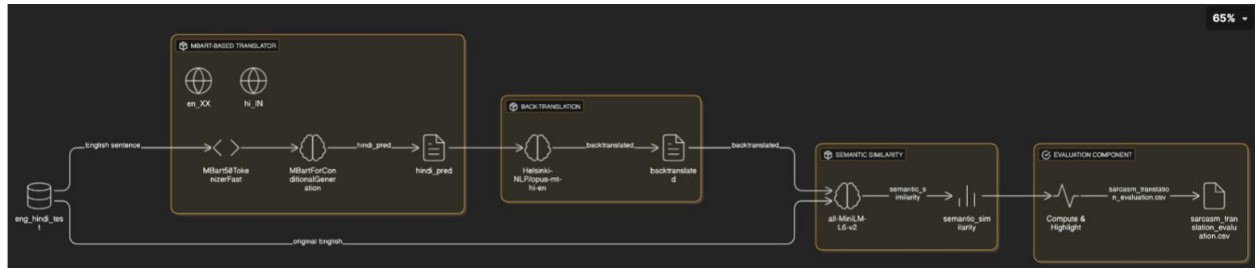 65%
MBART-BASED TRANSLATOR
en_XX
hi_IN
English sentence
MBart50Toke
nizerFast
MBartForCon
ditionalGener
ation
hindi_pred
hindi_pred
BACK-TRANSLATION
Helsinki-
NLP/opus-mt-
hi-en
backtranslated
backtranslate
d
backtranslated
eng_hindi_tes
t
original English
SEMANTIC SIMILARITY
all-MiniLM-
L6-v2
semantic_s
imilarity
semantic_sim
ilarity
EVALUATION COMPONENT
Compute &
Highlight
sarcasm_translatio
n_evaluation.csv
sarcasm_tran
slation_evalu
ation.csv